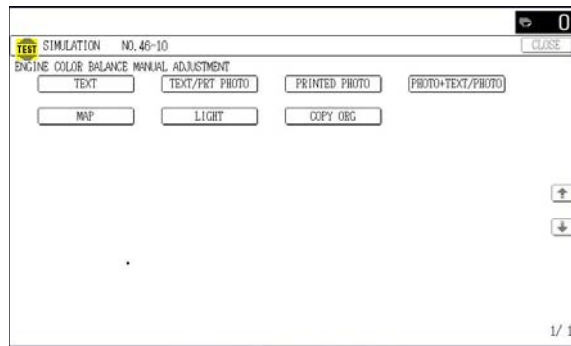 0
TEST SIMULATION NO. 46-10 CLOSE
ENGINE COLOR BALANCE MANUAL ADJUSTMENT
TEXT TEXT/PRT PHOTO PRINTED PHOTO PHOTO+TEXT/PHOTO
MAP LIGHT COPY ORG
1/ 1